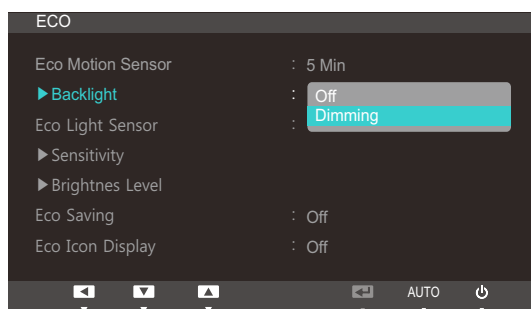 ECO
Eco Motion Sensor : 5 Min
▶Backlight : Off
Dimming
Eco Light Sensor :
▶Sensitivity
▶Brightnes Level
Eco Saving : Off
Eco Icon Display : Off
AUTO